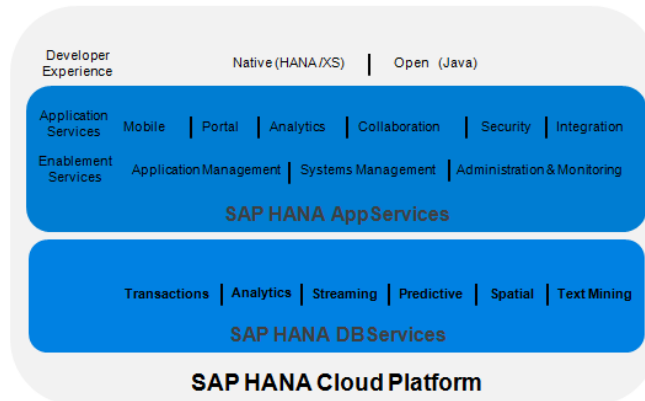 Developer
Experience
Native (HANA/XS) | Open (Java)
Application
Services
Mobile | Portal | Analytics | Collaboration | Security | Integration
Enablement
Services
Application Management | Systems Management | Administration & Monitoring
SAP HANA AppServices
Transactions | Analytics | Streaming | Predictive | Spatial | Text Mining
SAP HANA DBServices
SAP HANA Cloud Platform